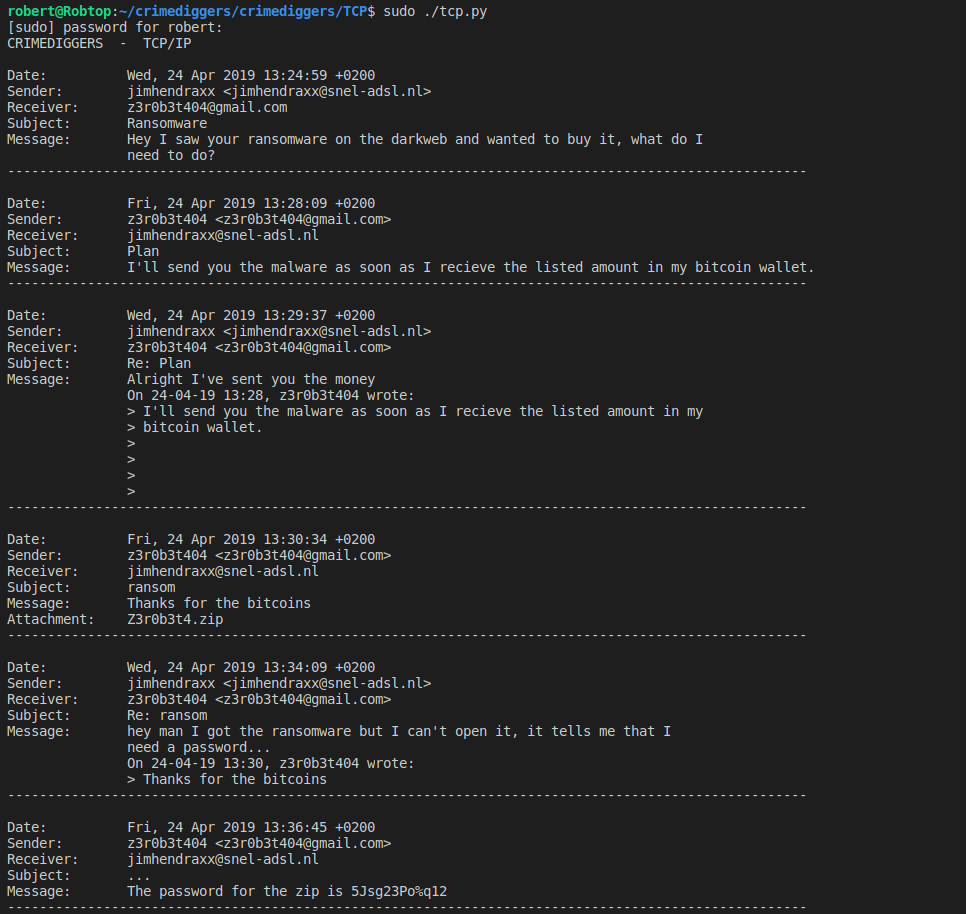 robert@Robtop:~/crimediggers/crimediggers/TCP$ sudo ./tcp.py
[sudo] password for robert:
CRIMEDIGGERS  -  TCP/IP

Date:          Wed, 24 Apr 2019 13:24:59 +0200
Sender:        jimhendraxx <jimhendraxx@snel-adsl.nl>
Receiver:      z3r0b3t404@gmail.com
Subject:       Ransomware
Message:       Hey I saw your ransomware on the darkweb and wanted to buy it, what do I
               need to do?
----------------------------------------------------------------------------------------------------

Date:          Fri, 24 Apr 2019 13:28:09 +0200
Sender:        z3r0b3t404 <z3r0b3t404@gmail.com>
Receiver:      jimhendraxx@snel-adsl.nl
Subject:       Plan
Message:       I'll send you the malware as soon as I recieve the listed amount in my bitcoin wallet.
----------------------------------------------------------------------------------------------------

Date:          Wed, 24 Apr 2019 13:29:37 +0200
Sender:        jimhendraxx <jimhendraxx@snel-adsl.nl>
Receiver:      z3r0b3t404 <z3r0b3t404@gmail.com>
Subject:       Re: Plan
Message:       Alright I've sent you the money
               On 24-04-19 13:28, z3r0b3t404 wrote:
               > I'll send you the malware as soon as I recieve the listed amount in my
               > bitcoin wallet.
               >
               >
               >
               >
----------------------------------------------------------------------------------------------------

Date:          Fri, 24 Apr 2019 13:30:34 +0200
Sender:        z3r0b3t404 <z3r0b3t404@gmail.com>
Receiver:      jimhendraxx@snel-adsl.nl
Subject:       ransom
Message:       Thanks for the bitcoins
Attachment:    Z3r0b3t4.zip
----------------------------------------------------------------------------------------------------

Date:          Wed, 24 Apr 2019 13:34:09 +0200
Sender:        jimhendraxx <jimhendraxx@snel-adsl.nl>
Receiver:      z3r0b3t404 <z3r0b3t404@gmail.com>
Subject:       Re: ransom
Message:       hey man I got the ransomware but I can't open it, it tells me that I
               need a password...
               On 24-04-19 13:30, z3r0b3t404 wrote:
               > Thanks for the bitcoins
----------------------------------------------------------------------------------------------------

Date:          Fri, 24 Apr 2019 13:36:45 +0200
Sender:        z3r0b3t404 <z3r0b3t404@gmail.com>
Receiver:      jimhendraxx@snel-adsl.nl
Subject:       ...
Message:       The password for the zip is 5Jsg23Po%q12
----------------------------------------------------------------------------------------------------